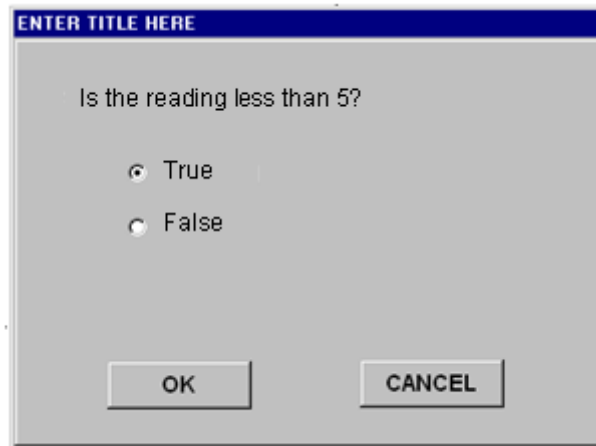 ENTER TITLE HERE
Is the reading less than 5?
True
False
OK CANCEL